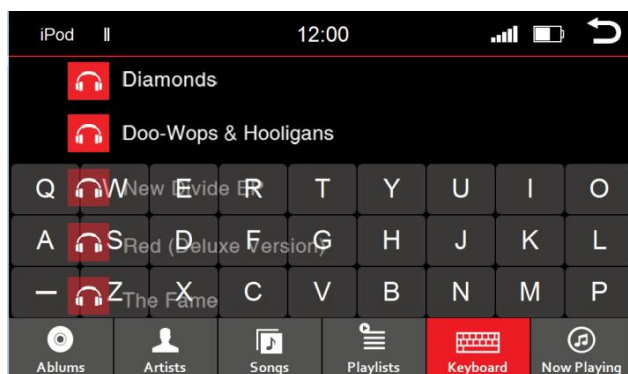 iPod II 12:00
Diamonds
Doo-Wops & Hooligans
New Divide EP
Q W E R T Y U I O
Red (Deluxe Version)
A S D F G H J K L
The Fame
— Z X C V B N M P
Ablums Artists Songs Playlists Keyboard Now Playing